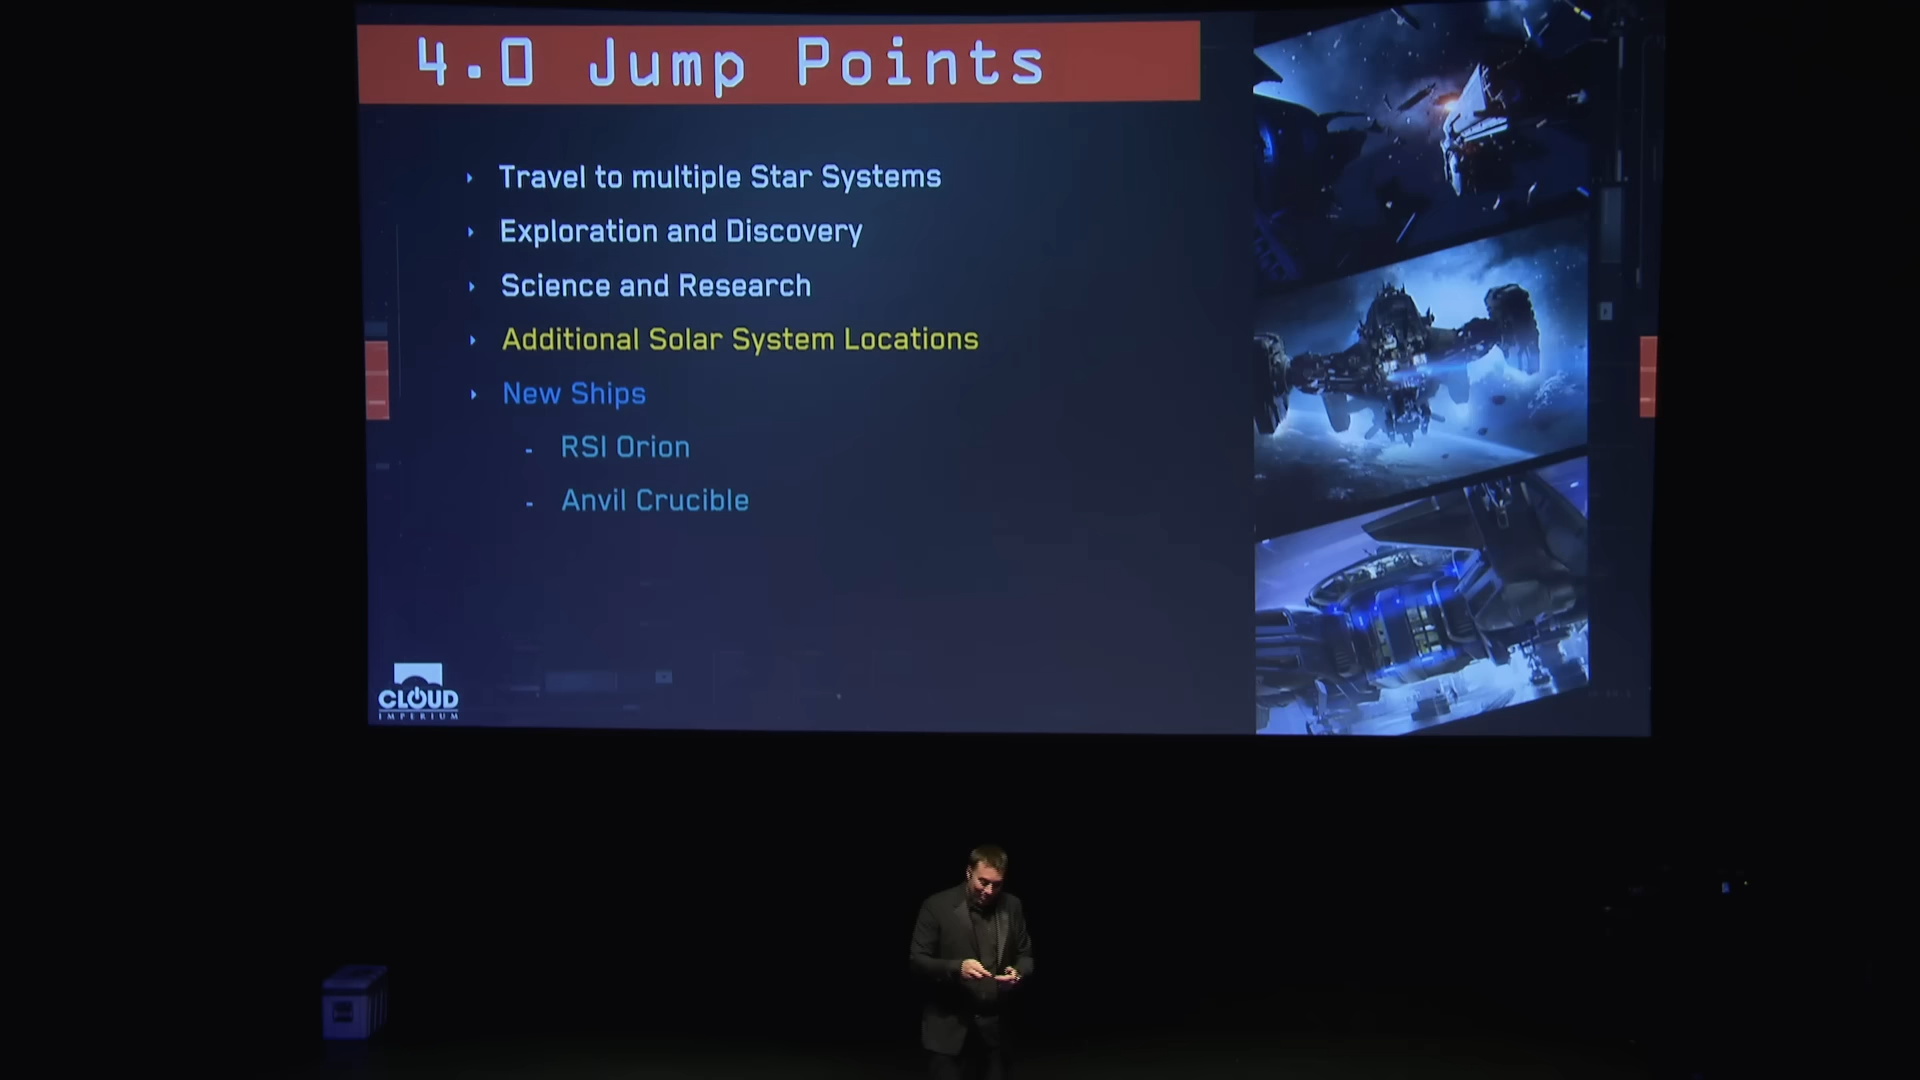 4.0 Jump Points
Travel to multiple Star Systems
Exploration and Discovery
Science and Research
Additional Solar System Locations
New Ships
- RSI Orion
- Anvil Crucible
CLOUD
IMPERIUM